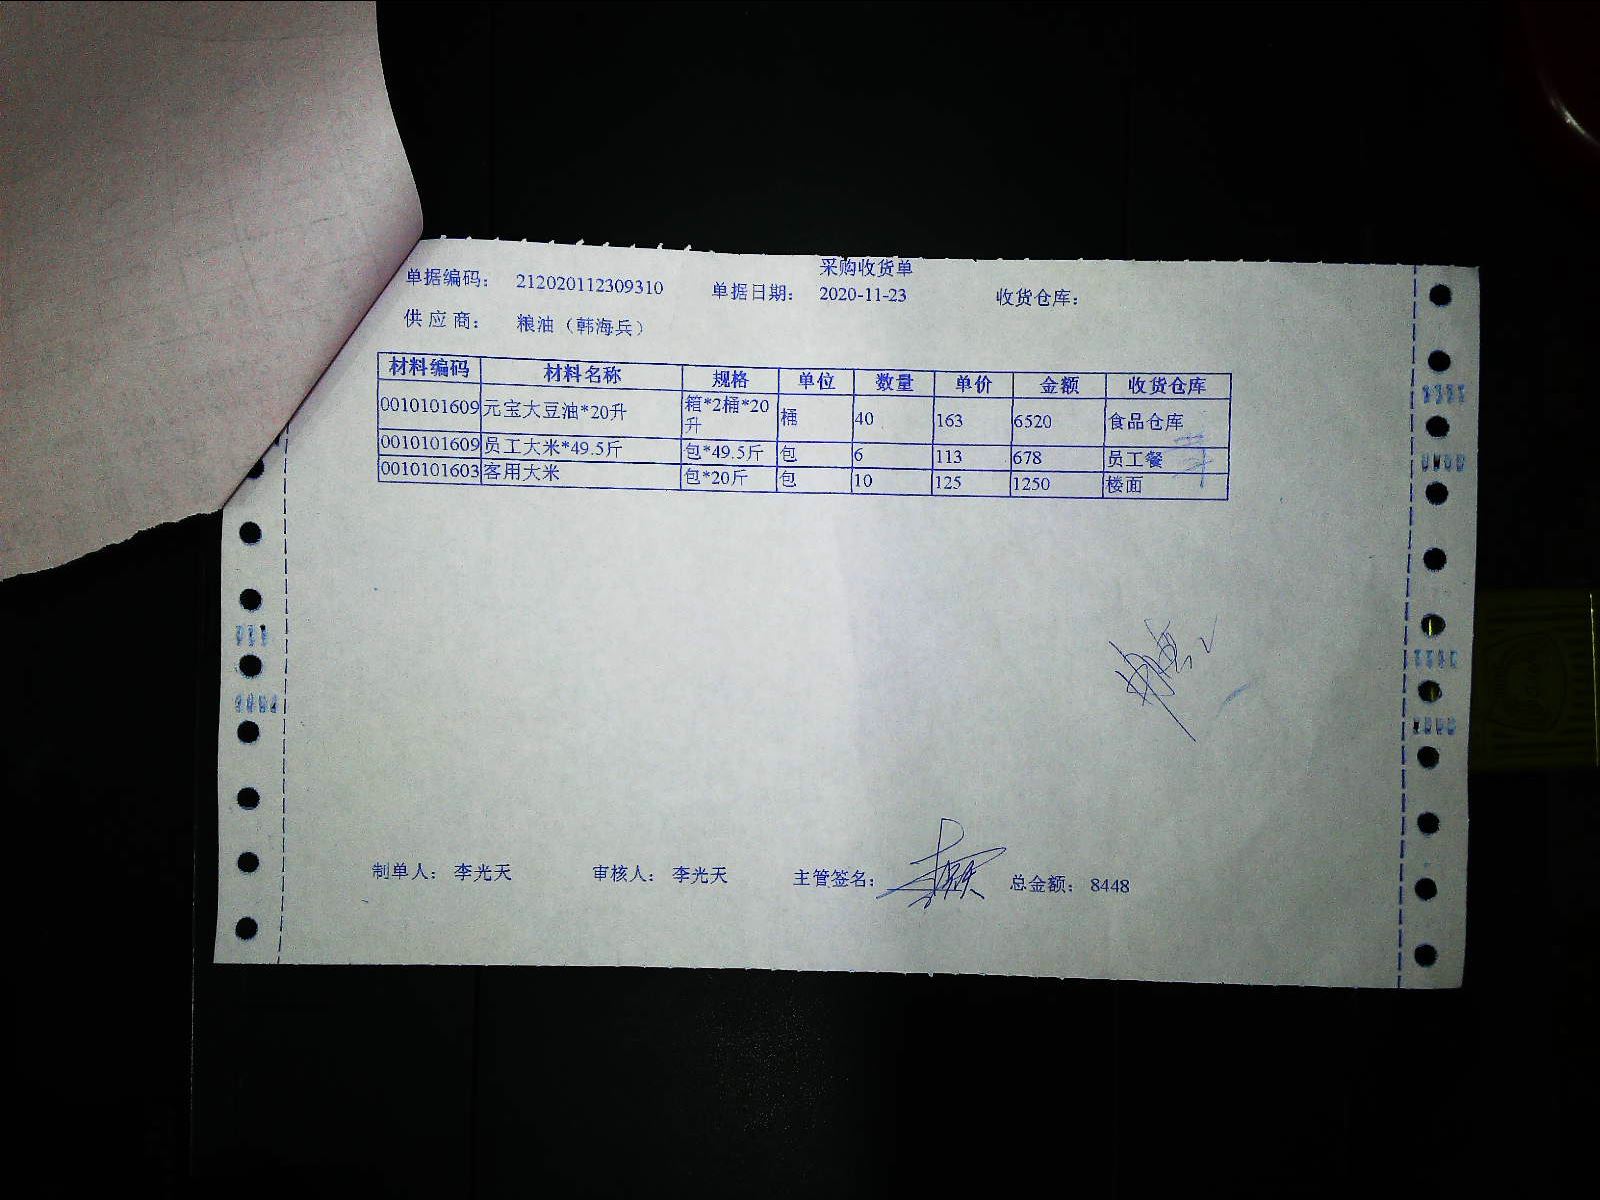 采购收货单
单据编码： 212020112309310 单据日期： 2020-11-23 收货仓库：
供 应 商： 粮油（韩海兵）
材料编码 材料名称 规格 单位 数量 单价 金额 收货仓库
0010101609 元宝大豆油*20升 箱*2桶*20升 桶 40 163 6520 食品仓库
0010101609 员工大米*49.5斤 包*49.5斤 包 6 113 678 员工餐
0010101603 客用大米 包*20斤 包 10 125 1250 楼面
制单人： 李光天 审核人： 李光天 主管签名： 总金额： 8448